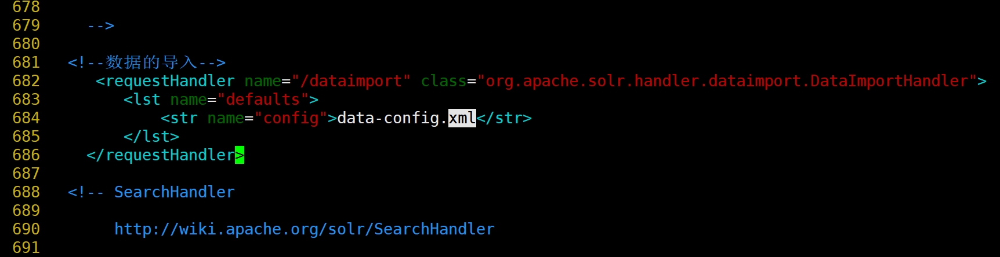 678
679 -->
680
681 <!--数据的导入-->
682 <requestHandler name="/dataimport" class="org.apache.solr.handler.dataimport.DataImportHandler">
683 <lst name="defaults">
684 <str name="config">data-config.xml</str>
685 </lst>
686 </requestHandler>
687
688 <!-- SearchHandler
689
690 http://wiki.apache.org/solr/SearchHandler
691